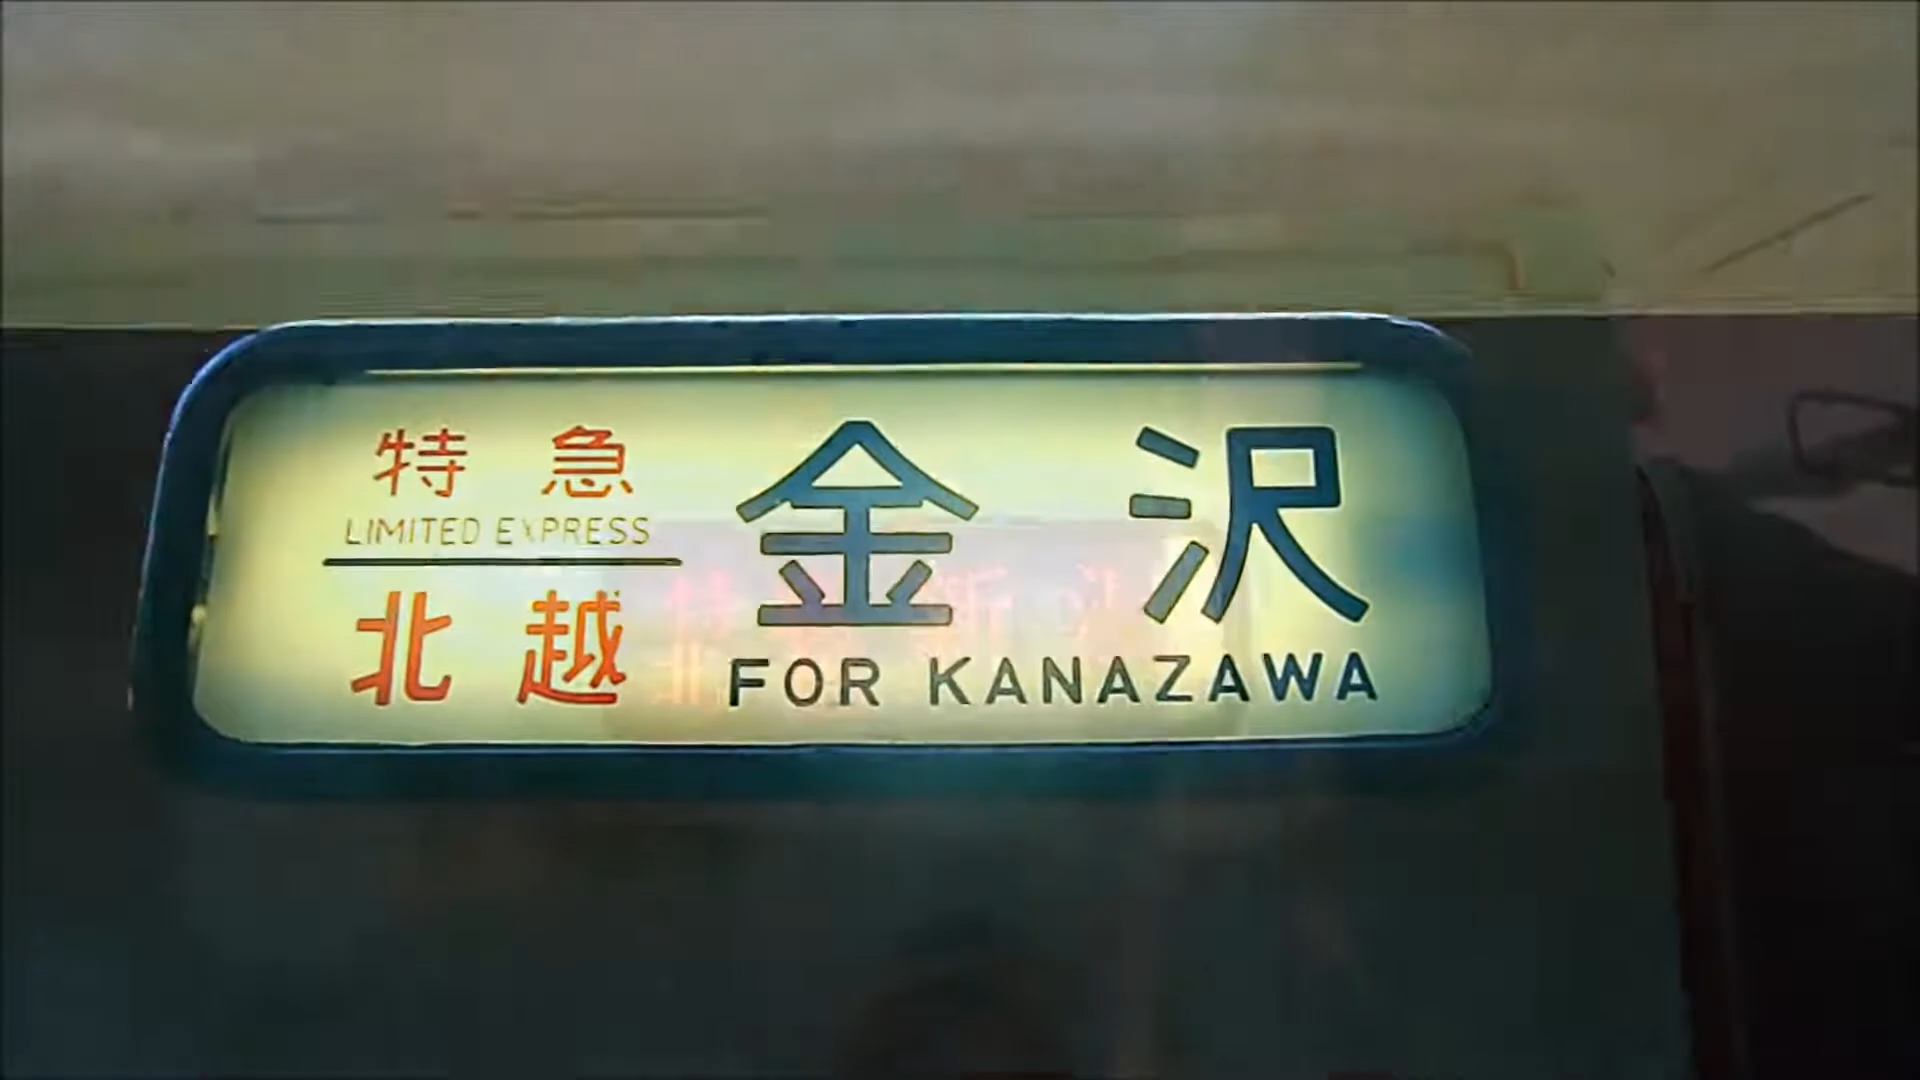 特急
LIMITED EXPRESS
北越
金沢
FOR KANAZAWA